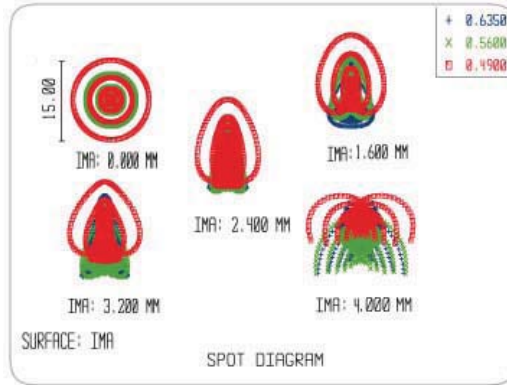 + 0.6350
× 0.5600
0.4900
15.00
IMA: 0.000 MM
IMA:1.600 MM
IMA: 2.400 MM
IMA: 3.200 MM
IMA: 4.000 MM
SURFACE: IMA
SPOT DIAGRAM